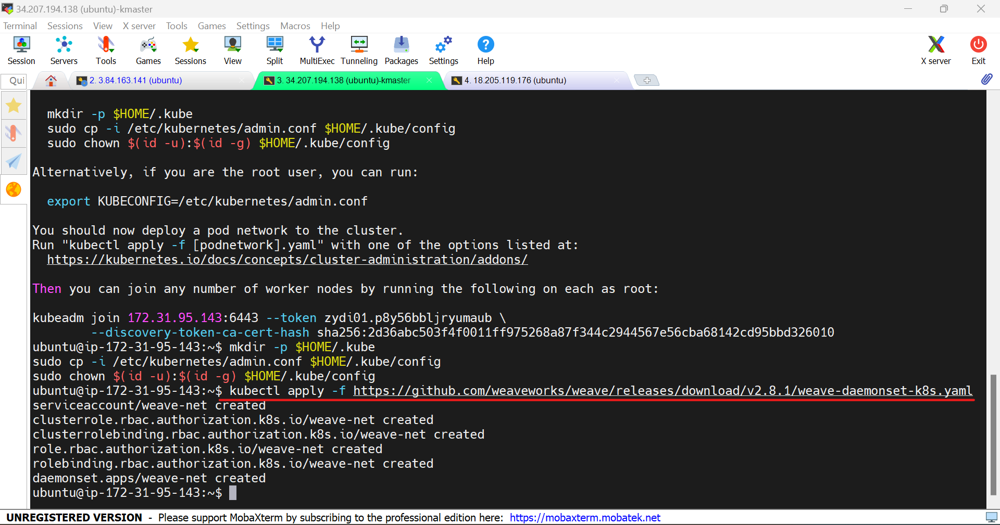 34.207.194.138 (ubuntu)-kmaster
Terminal Sessions View X server Tools Games Settings Macros Help
Session Servers Tools Games Sessions View Split MultiExec Tunneling Packages Settings Help X server Exit
Qui 2. 3.84.163.141 (ubuntu) 3. 34.207.194.138 (ubuntu)-kmaster 4. 18.205.119.176 (ubuntu)
mkdir -p $HOME/.kube
sudo cp -i /etc/kubernetes/admin.conf $HOME/.kube/config
sudo chown $(id -u):$(id -g) $HOME/.kube/config
Alternatively, if you are the root user, you can run:
export KUBECONFIG=/etc/kubernetes/admin.conf
You should now deploy a pod network to the cluster.
Run "kubectl apply -f [podnetwork].yaml" with one of the options listed at:
https://kubernetes.io/docs/concepts/cluster-administration/addons/
Then you can join any number of worker nodes by running the following on each as root:
kubeadm join 172.31.95.143:6443 --token zydi01.p8y56bbljryumaub \
--discovery-token-ca-cert-hash sha256:2d36abc503f4f0011ff975268a87f344c2944567e56cba68142cd95bbd326010
ubuntu@ip-172-31-95-143:~$ mkdir -p $HOME/.kube
sudo cp -i /etc/kubernetes/admin.conf $HOME/.kube/config
sudo chown $(id -u):$(id -g) $HOME/.kube/config
ubuntu@ip-172-31-95-143:~$ kubectl apply -f https://github.com/weaveworks/weave/releases/download/v2.8.1/weave-daemonset-k8s.yaml
serviceaccount/weave-net created
clusterrole.rbac.authorization.k8s.io/weave-net created
clusterrolebinding.rbac.authorization.k8s.io/weave-net created
role.rbac.authorization.k8s.io/weave-net created
rolebinding.rbac.authorization.k8s.io/weave-net created
daemonset.apps/weave-net created
ubuntu@ip-172-31-95-143:~$
UNREGISTERED VERSION - Please support MobaXterm by subscribing to the professional edition here: https://mobaxterm.mobatek.net